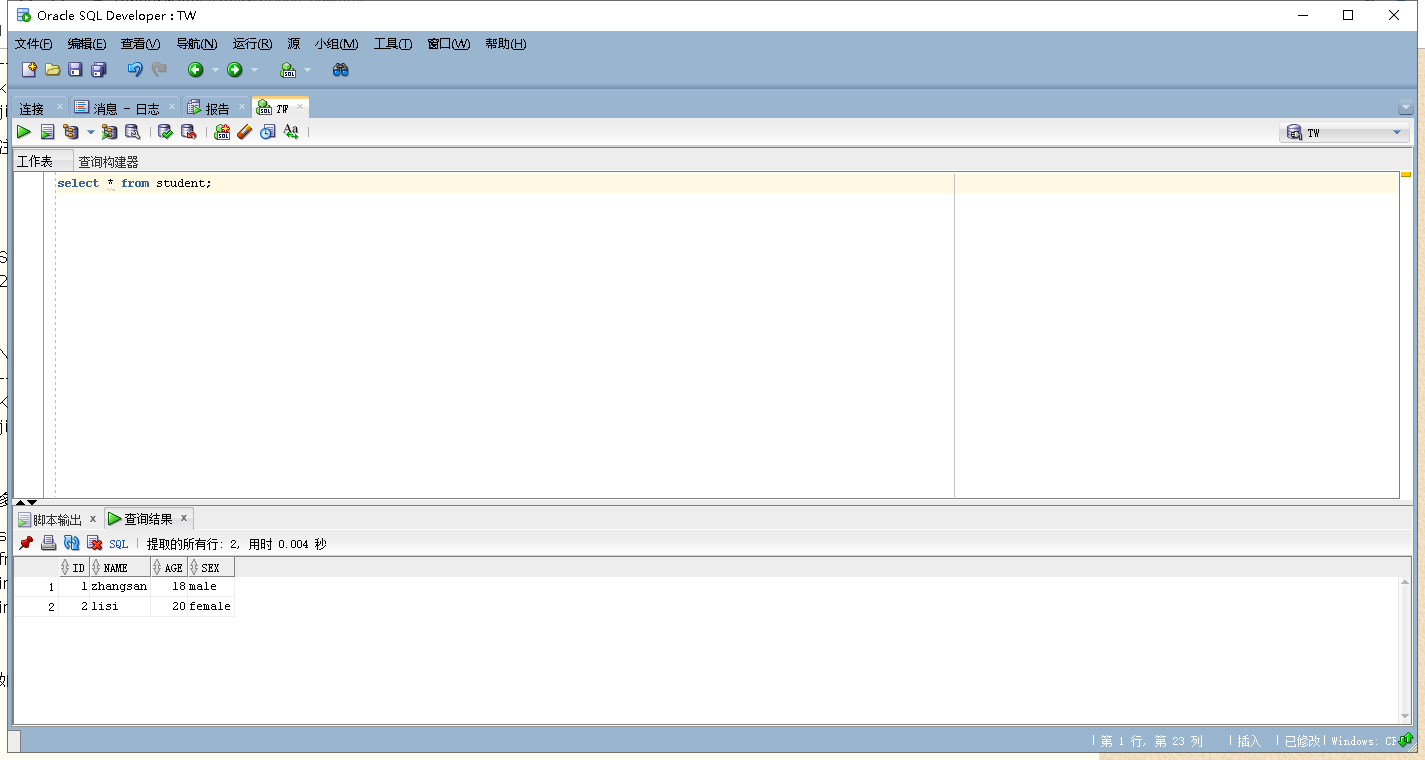 Oracle SQL Developer : TW
文件(F) 编辑(E) 查看(V) 导航(N) 运行(R) 源 小组(M) 工具(T) 窗口(W) 帮助(H)
连接 消息 - 日志 报告 TW
TW
工作表 查询构建器
select * from student;
脚本输出 查询结果
SQL 提取的所有行: 2, 用时 0.004 秒
ID NAME AGE SEX
1 1 zhangsan 18 male
2 2 lisi 20 female
第 1 行, 第 23 列 插入 已修改 Windows: